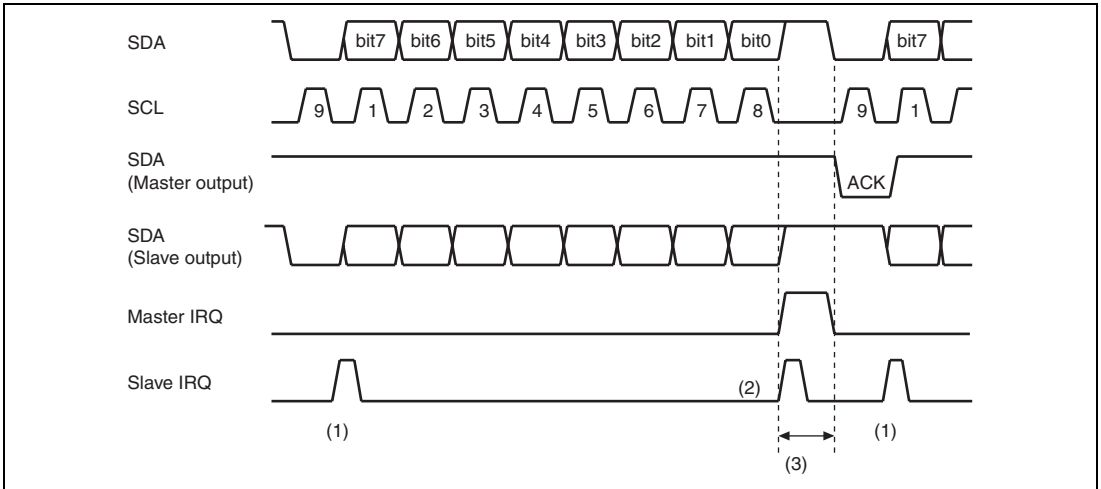 SDA
bit7 bit6 bit5 bit4 bit3 bit2 bit1 bit0 bit7
SCL
9 1 2 3 4 5 6 7 8 9 1
SDA
(Master output)
ACK
SDA
(Slave output)
Master IRQ
Slave IRQ
(2)
(1) (1)
(3)